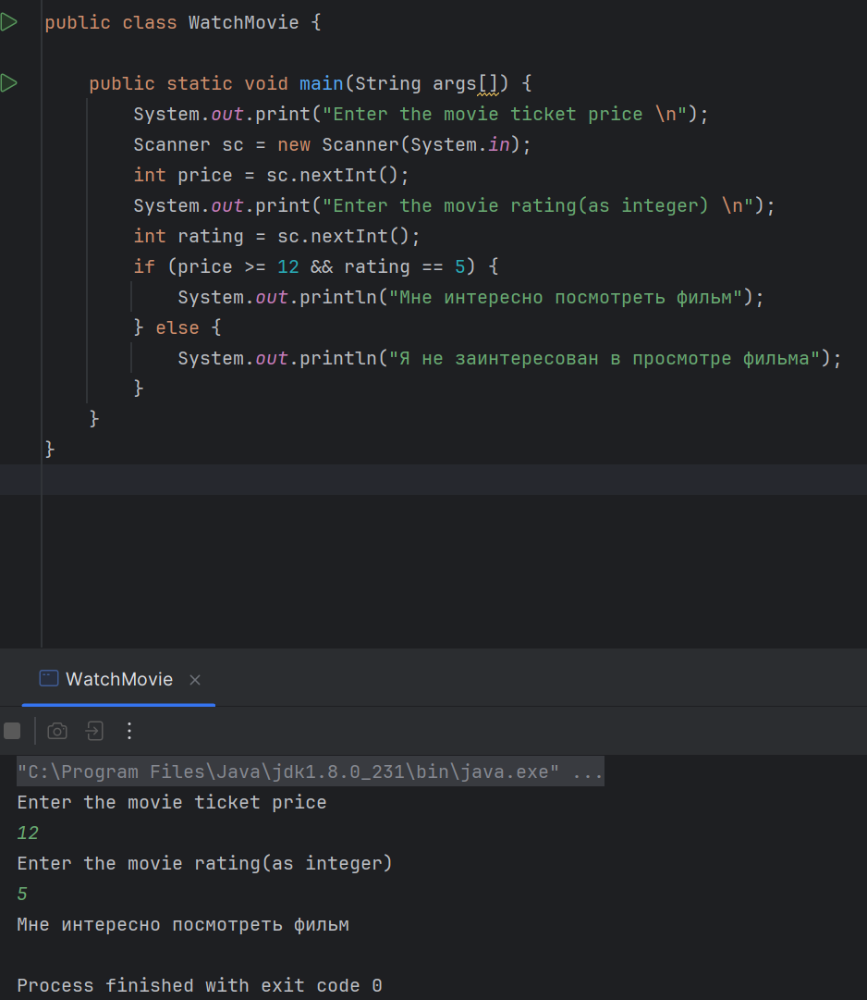 public class WatchMovie {
public static void main(String args[]) {
System.out.print("Enter the movie ticket price \n");
Scanner sc = new Scanner(System.in);
int price = sc.nextInt();
System.out.print("Enter the movie rating(as integer) \n");
int rating = sc.nextInt();
if (price >= 12 && rating == 5) {
System.out.println("Мне интересно посмотреть фильм");
} else {
System.out.println("Я не заинтересован в просмотре фильма");
}
}
}
WatchMovie
"C:\Program Files\Java\jdk1.8.0_231\bin\java.exe" ...
Enter the movie ticket price
12
Enter the movie rating(as integer)
5
Мне интересно посмотреть фильм
Process finished with exit code 0